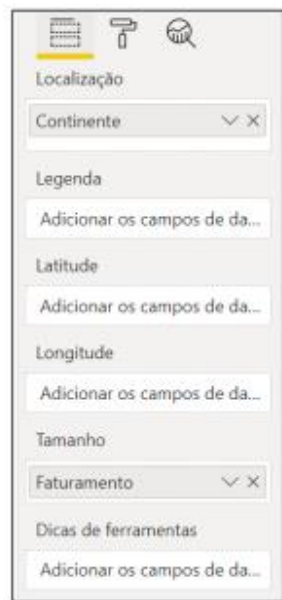 Localização
Continente
Legenda
Adicionar os campos de da...
Latitude
Adicionar os campos de da...
Longitude
Adicionar os campos de da...
Tamanho
Faturamento
Dicas de ferramentas
Adicionar os campos de da...